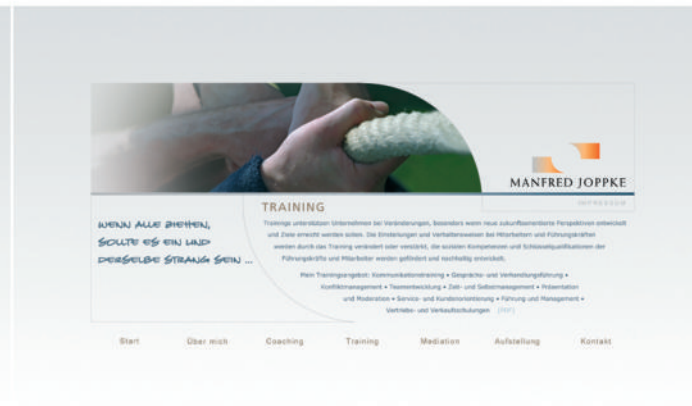 MANFRED JOPPKE
IMPRESSUM
WENN ALLE ZIEHEN,
SOLLTE ES EIN UND
DERSELBE STRANG SEIN ...
TRAINING
Trainings unterstützen Unternehmen bei Veränderungen, besonders wenn neue zukunftsorientierte Perspektiven entwickelt
und Ziele erreicht werden sollen. Die Einstellungen und Verhaltensweisen bei Mitarbeitern und Führungskräften
werden durch das Training verändert oder verstärkt, die sozialen Kompetenzen und Schlüsselqualifikationen der
Führungskräfte und Mitarbeiter werden gefördert und nachhaltig entwickelt.
Mein Trainingsangebot: Kommunikationstraining • Gesprächs- und Verhandlungsführung •
Konfliktmanagement • Teamentwicklung • Zeit- und Selbstmanagement • Präsentation
und Moderation • Service- und Kundenorientierung • Führung und Management •
Vertriebs- und Verkaufsschulungen [PDF]
Start Über mich Coaching Training Mediation Aufstellung Kontakt